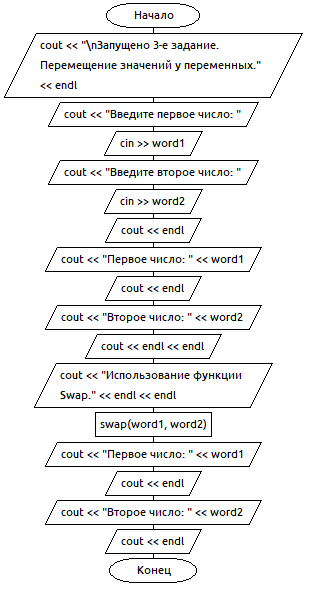 Начало
cout << "\nЗапущено 3-е задание.
Перемещение значений у переменных."
<< endl
cout << "Введите первое число: "
cin >> word1
cout << "Введите второе число: "
cin >> word2
cout << endl
cout << "Первое число: " << word1
cout << endl
cout << "Второе число: " << word2
cout << endl << endl
cout << "Использование функции
Swap." << endl << endl
swap(word1, word2)
cout << "Первое число: " << word1
cout << endl
cout << "Второе число: " << word2
cout << endl
Конец